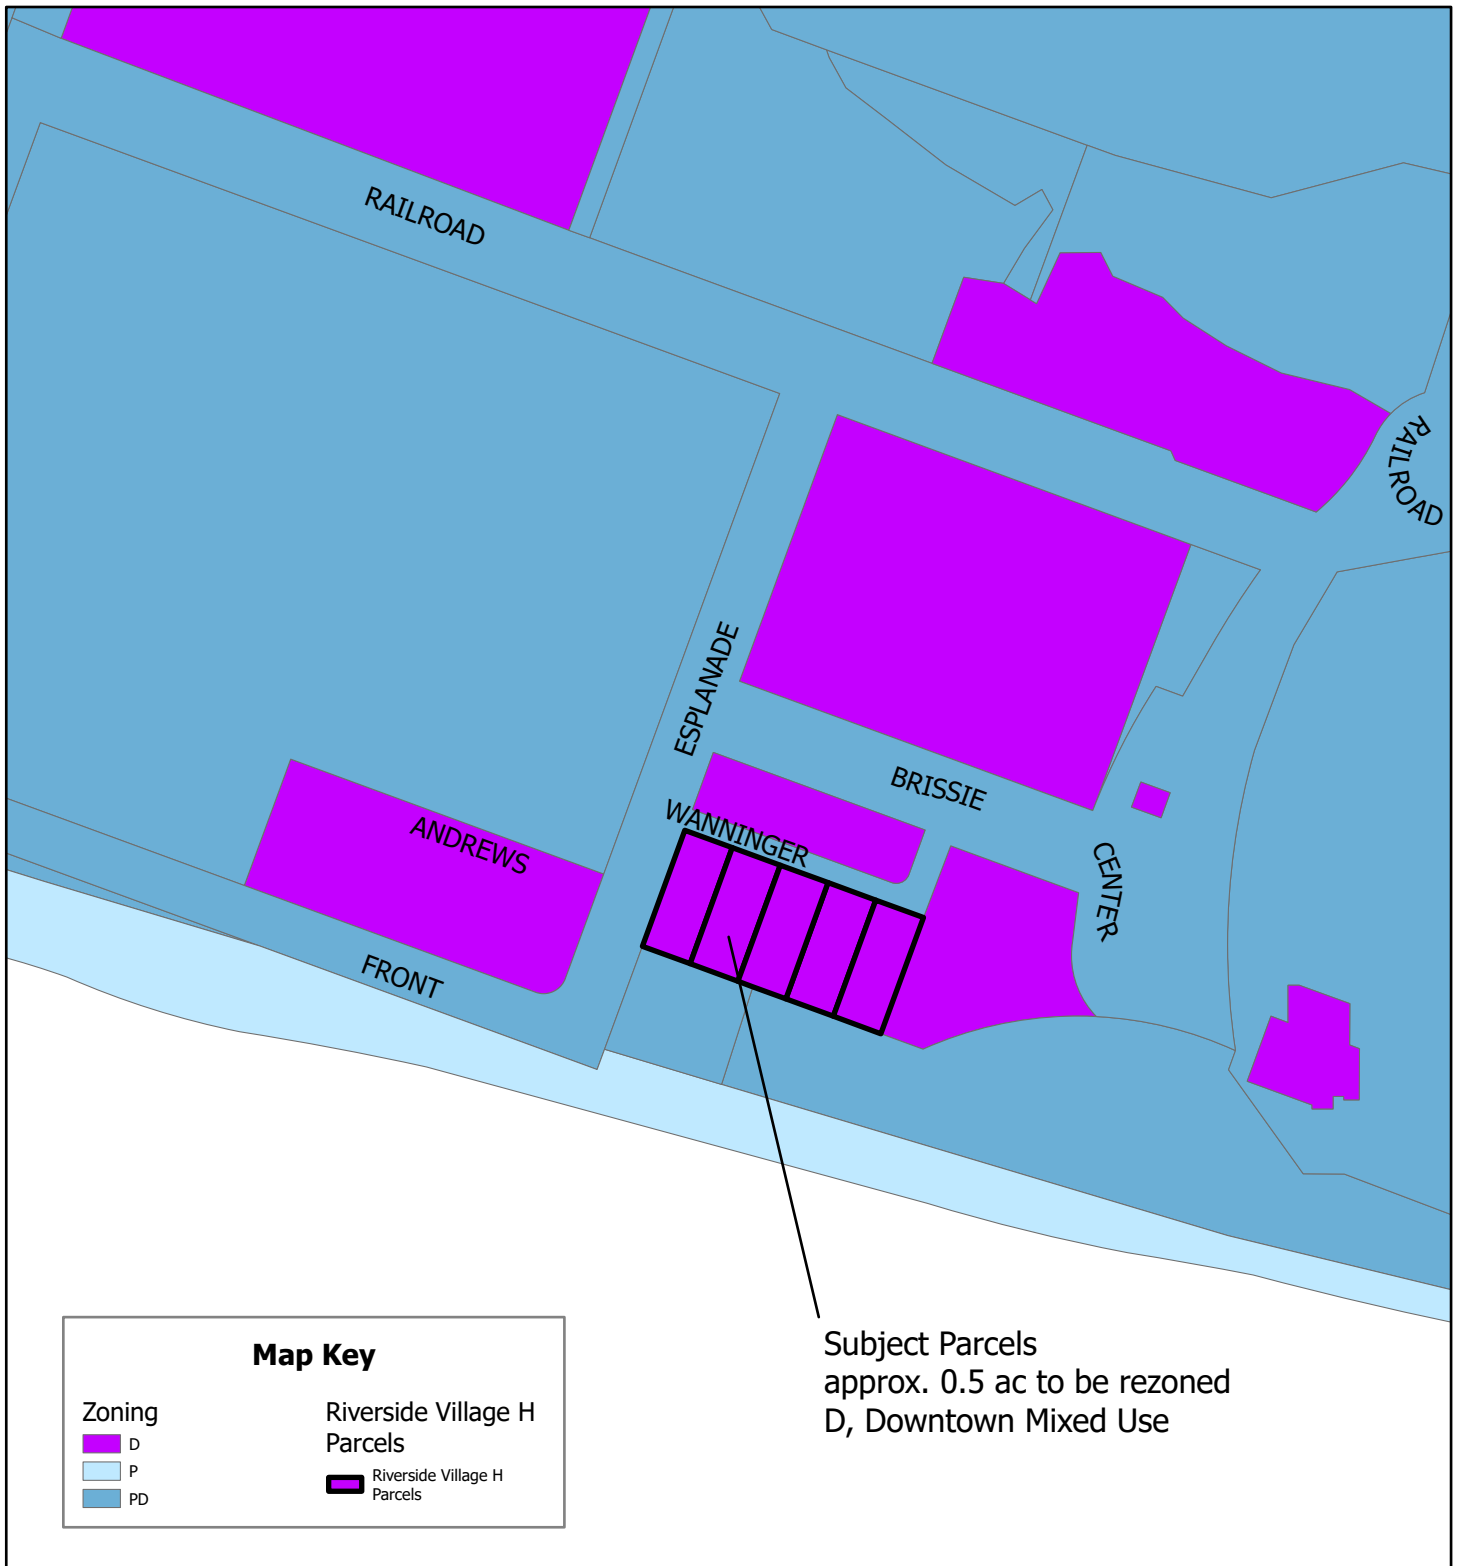 RAILROAD
RAILROAD
ESPLANADE
BRISSIE
WANNINGER
ANDREWS
CENTER
FRONT
Subject Parcels
approx. 0.5 ac to be rezoned
D, Downtown Mixed Use
Map Key
Zoning
D
P
PD
Riverside Village H
Parcels
Riverside Village H
Parcels